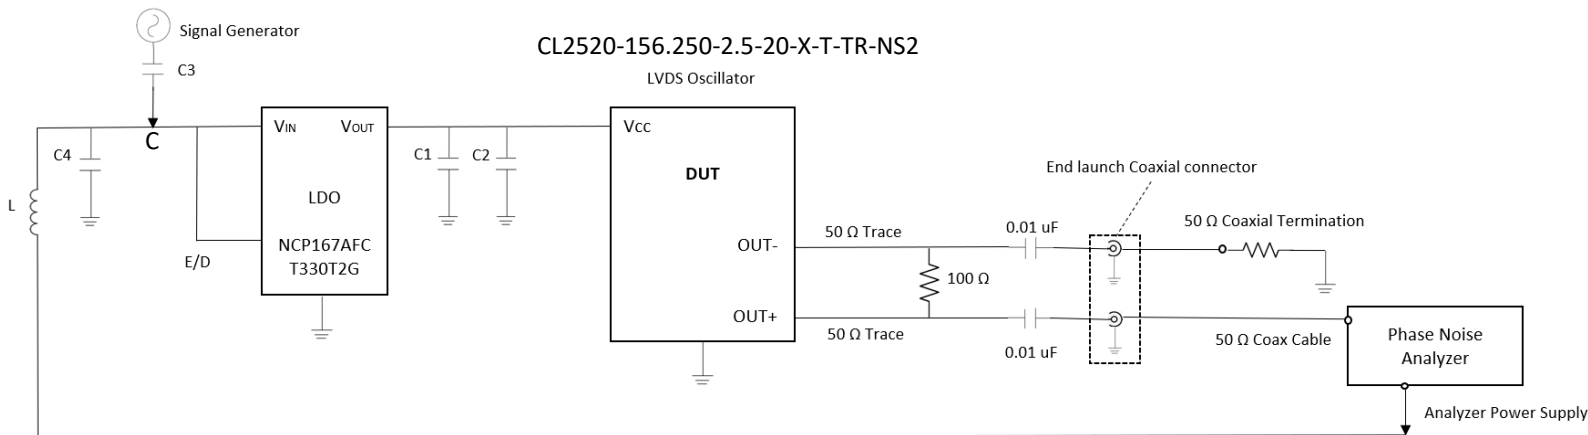 Signal Generator
CL2520-156.250-2.5-20-X-T-TR-NS2
C3
LVDS Oscillator
VIN
VOUT
Vcc
C
C4
C1
C2
End launch Coaxial connector
DUT
L
LDO
50 Ω Trace
0.01 uF
50 Ω Coaxial Termination
NCP167AFC
T330T2G
OUT-
E/D
100 Ω
OUT+
50 Ω Trace
0.01 uF
50 Ω Coax Cable
Phase Noise
Analyzer
Analyzer Power Supply